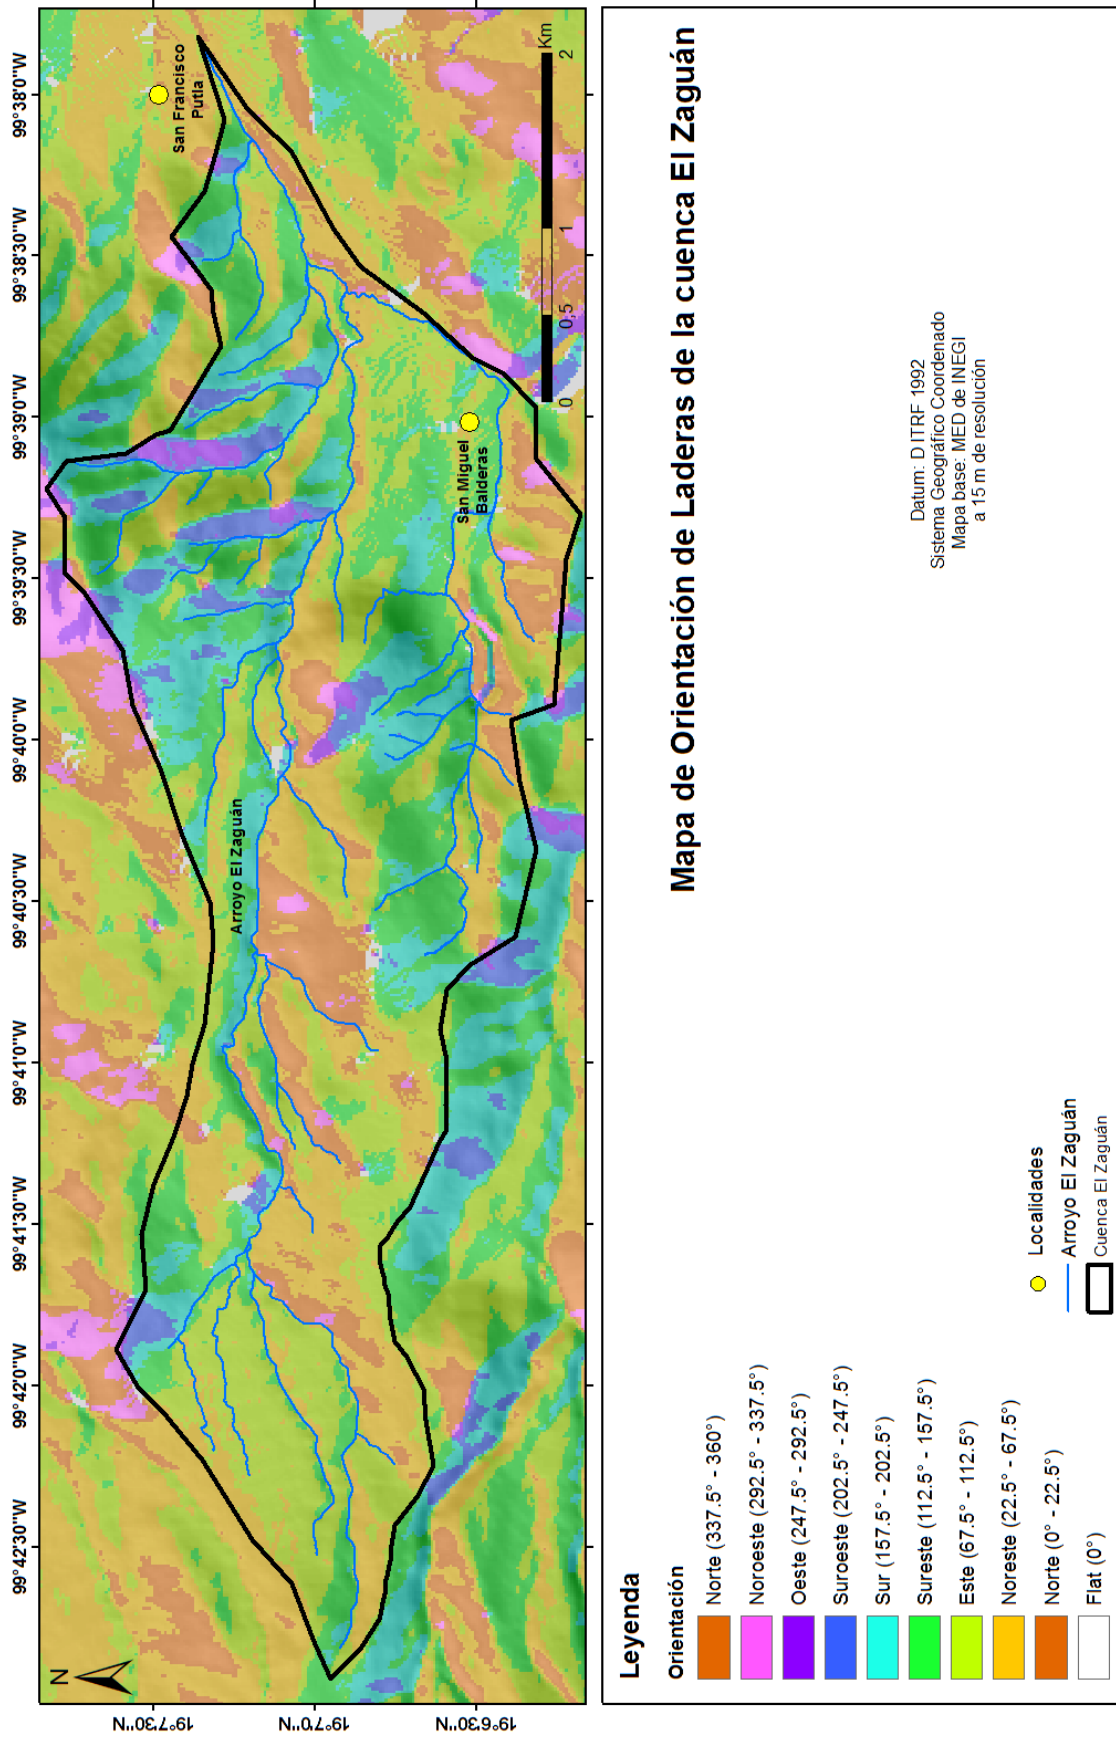 99°42'30"W
99°42'0"W
99°41'30"W
99°41'0"W
99°40'30"W
99°40'0"W
99°39'30"W
99°39'0"W
99°38'30"W
99°38'0"W
19°7'30"N
19°7'0"N
19°6'30"N
N
San Francisco
Putla
Arroyo El Zaguán
San Miguel
Balderas
0 0,5 1 2
Km
Leyenda
Orientación
Norte (337.5° - 360°)
Noroeste (292.5° - 337.5°)
Oeste (247.5° - 292.5°)
Suroeste (202.5° - 247.5°)
Sur (157.5° - 202.5°)
Sureste (112.5° - 157.5°)
Este (67.5° - 112.5°)
Noreste (22.5° - 67.5°)
Norte (0° - 22.5°)
Flat (0°)
Localidades
Arroyo El Zaguán
Cuenca El Zaguán
Mapa de Orientación de Laderas de la cuenca El Zaguán
Datum: D ITRF 1992
Sistema Geográfico Coordenado
Mapa base: MED de INEGI
a 15 m de resolución